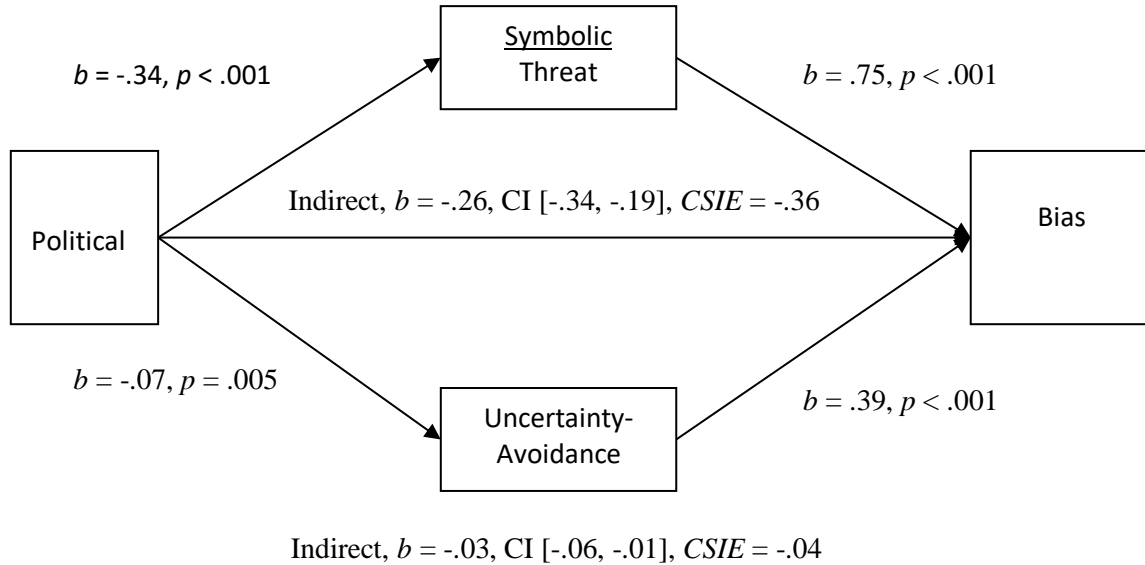 Symbolic
Threat
b = -.34, p < .001
b = .75, p < .001
Indirect, b = -.26, CI [-.34, -.19], CSIE = -.36
Political
Bias
b = -.07, p = .005
b = .39, p < .001
Uncertainty-
Avoidance
Indirect, b = -.03, CI [-.06, -.01], CSIE = -.04